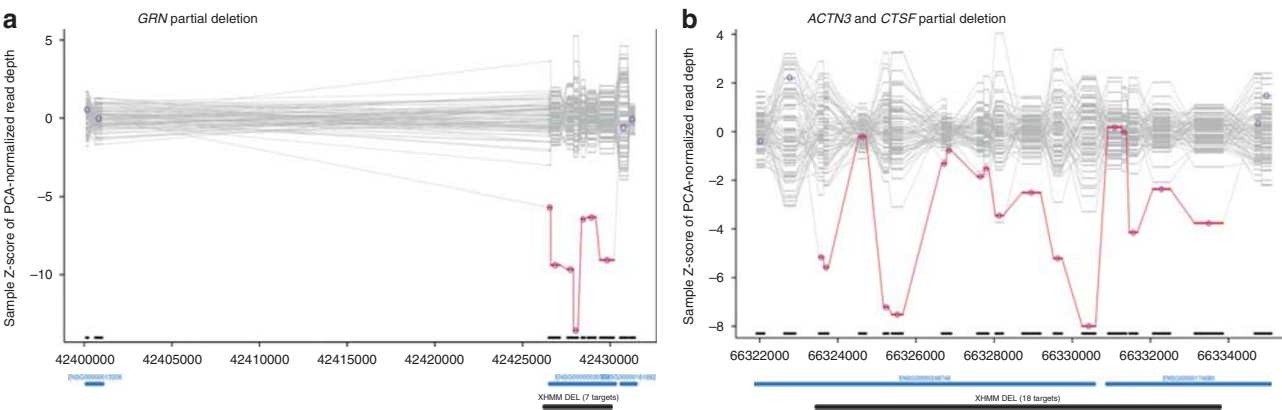 a
GRN partial deletion
Sample Z-score of PCA-normalized read depth
5
0
−5
−10
42400000 42405000 42410000 42415000 42420000 42425000 42430000
XHMM DEL (7 targets)
b
ACTN3 and CTSF partial deletion
Sample Z-score of PCA-normalized read depth
4
2
0
−2
−4
−6
−8
66322000 66324000 66326000 66328000 66330000 66332000 66334000
XHMM DEL (18 targets)